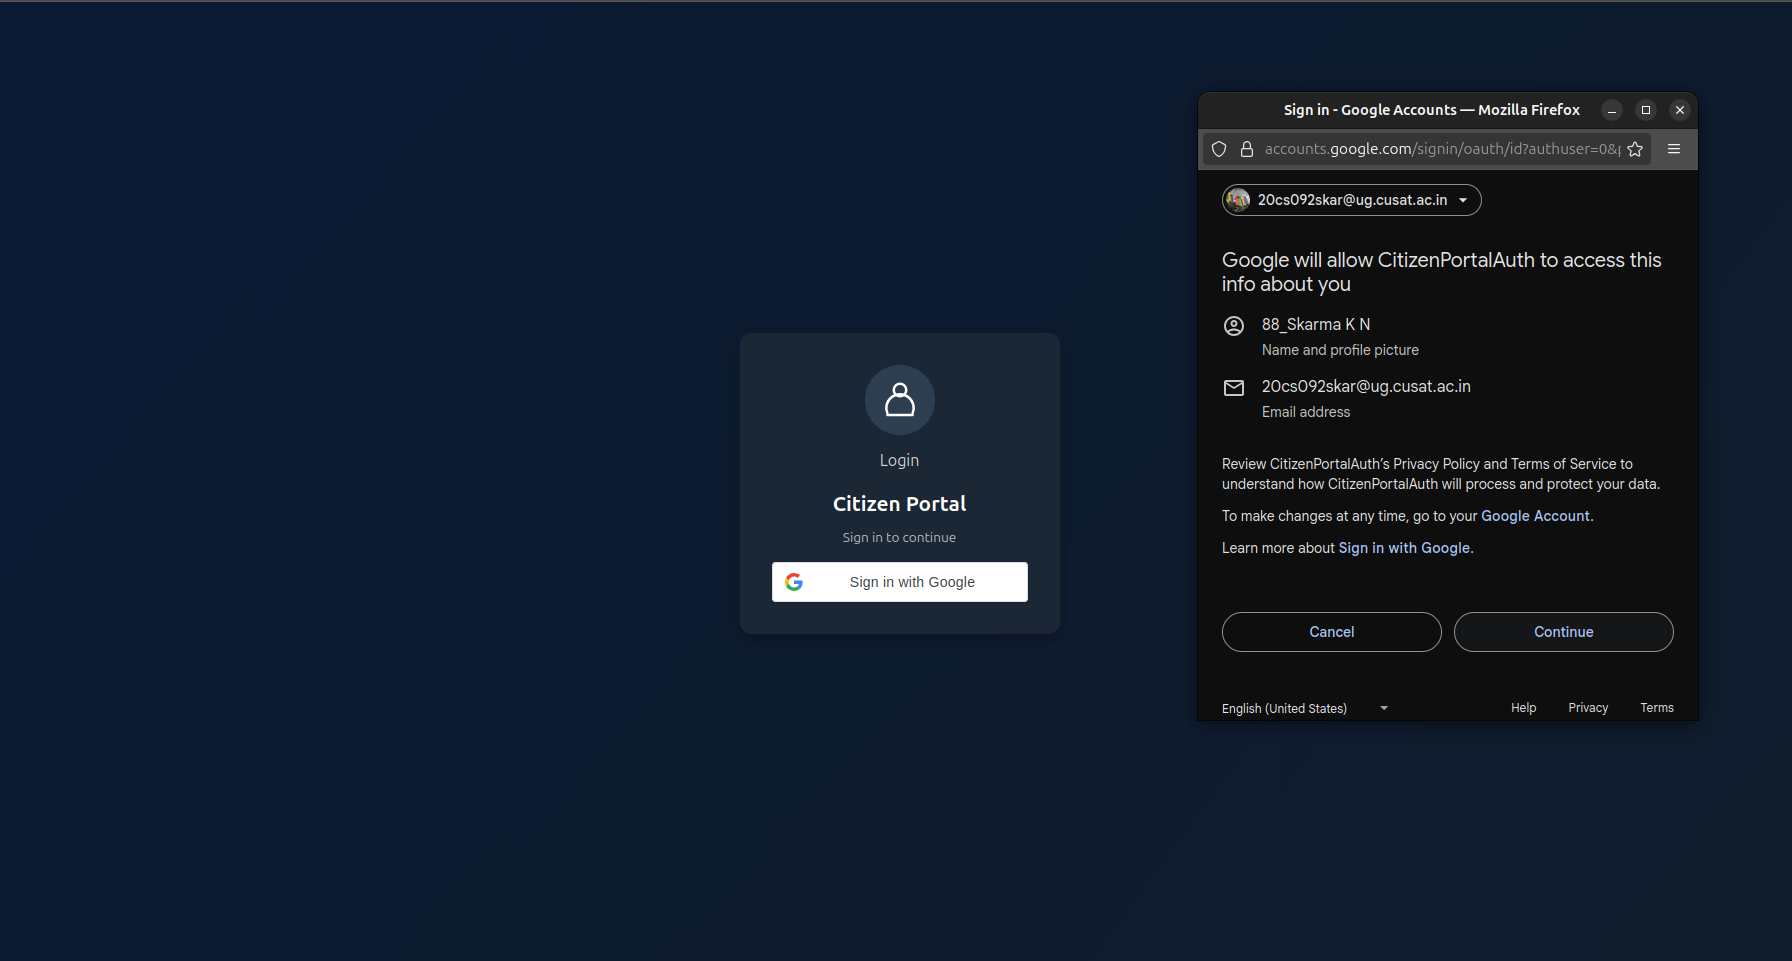 Login
Citizen Portal
Sign in to continue
Sign in with Google
Sign in - Google Accounts — Mozilla Firefox
accounts.google.com/signin/oauth/id?authuser=0&
20cs092skar@ug.cusat.ac.in
Google will allow CitizenPortalAuth to access this
info about you
88_Skarma K N
Name and profile picture
20cs092skar@ug.cusat.ac.in
Email address
Review CitizenPortalAuth’s Privacy Policy and Terms of Service to
understand how CitizenPortalAuth will process and protect your data.
To make changes at any time, go to your Google Account.
Learn more about Sign in with Google.
Cancel Continue
English (United States) Help Privacy Terms